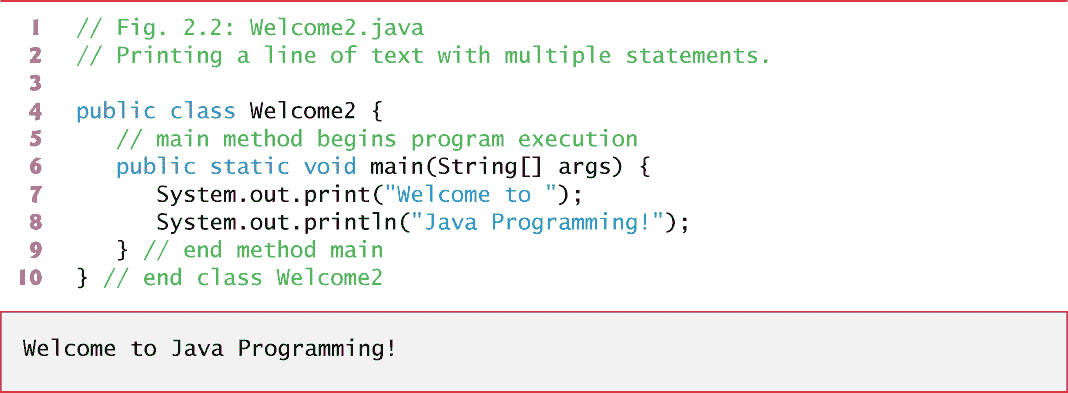 1 // Fig. 2.2: Welcome2.java
2 // Printing a line of text with multiple statements.
3
4 public class Welcome2 {
5    // main method begins program execution
6    public static void main(String[] args) {
7       System.out.print("Welcome to ");
8       System.out.println("Java Programming!");
9    } // end method main
10 } // end class Welcome2
Welcome to Java Programming!